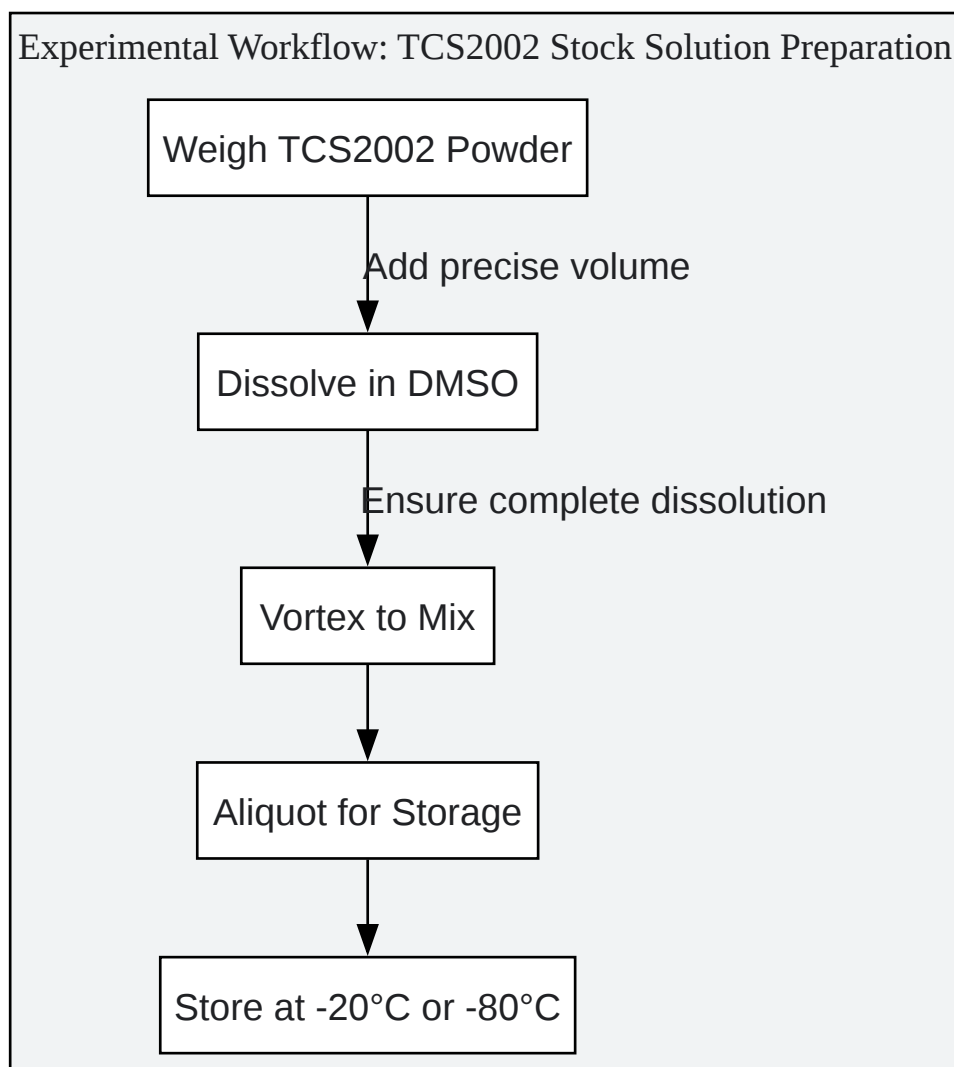 Experimental Workflow: TCS2002 Stock Solution Preparation
Weigh TCS2002 Powder
Add precise volume
Dissolve in DMSO
Ensure complete dissolution
Vortex to Mix
Aliquot for Storage
Store at -20°C or -80°C